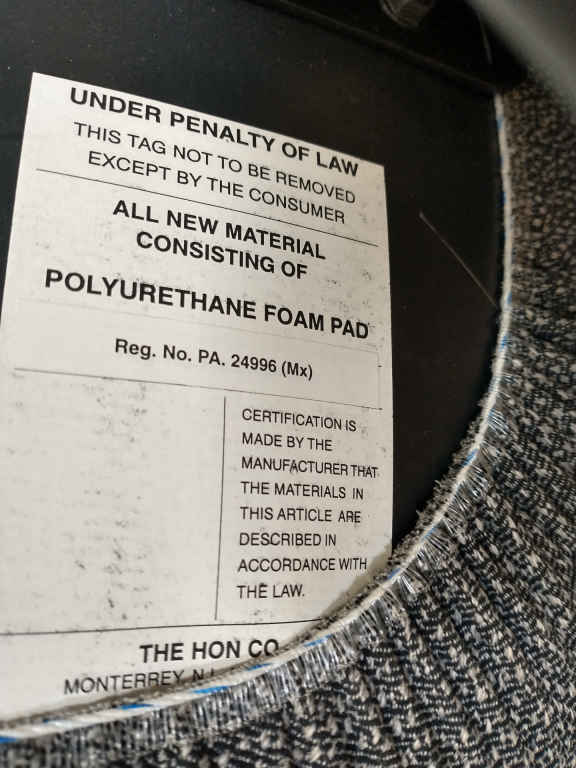 UNDER PENALTY OF LAW
THIS TAG NOT TO BE REMOVED
EXCEPT BY THE CONSUMER
ALL NEW MATERIAL
CONSISTING OF
POLYURETHANE FOAM PAD
Reg. No. PA. 24996 (Mx)
CERTIFICATION IS
MADE BY THE
MANUFACTURER THAT
THE MATERIALS IN
THIS ARTICLE ARE
DESCRIBED IN
ACCORDANCE WITH
THE LAW.
THE HON CO
MONTERREY N.L